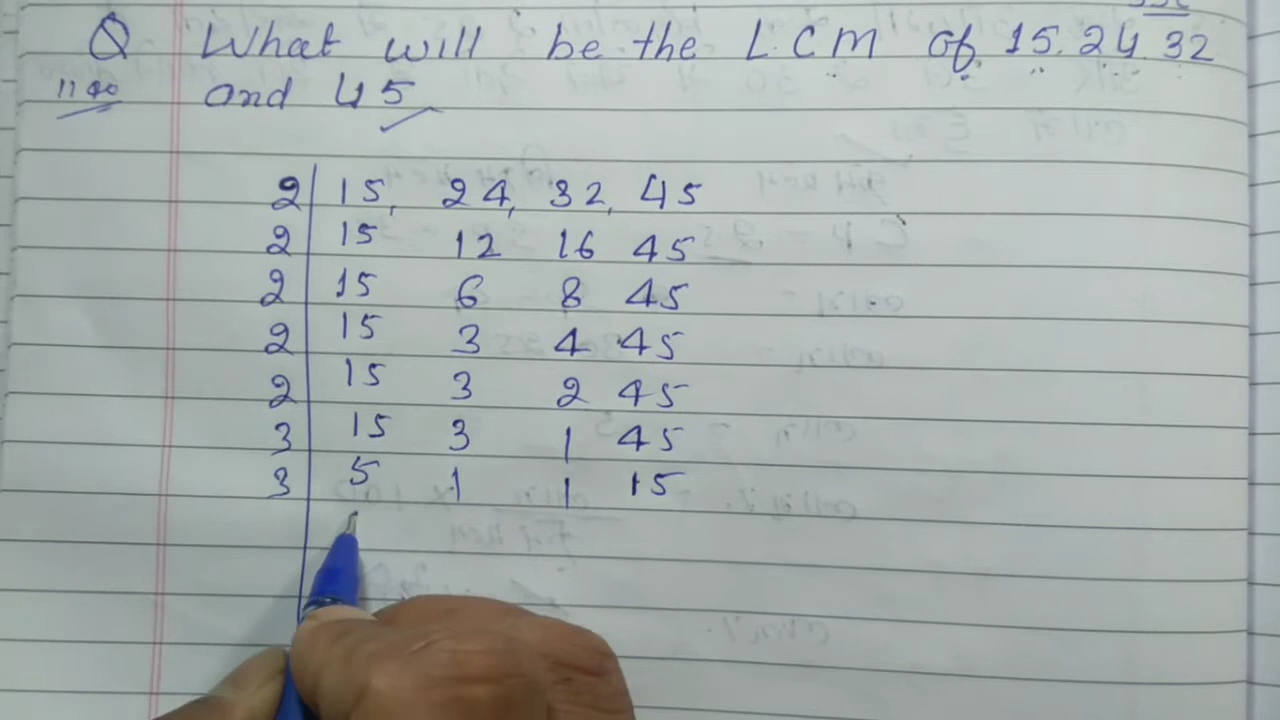 Q What will be the L.C.M of 15. 24. 32
and 45
2 15, 24, 32, 45
2 15 12 16 45
2 15 6 8 45
2 15 3 4 45
2 15 3 2 45
3 15 3 1 45
3 5 1 1 15